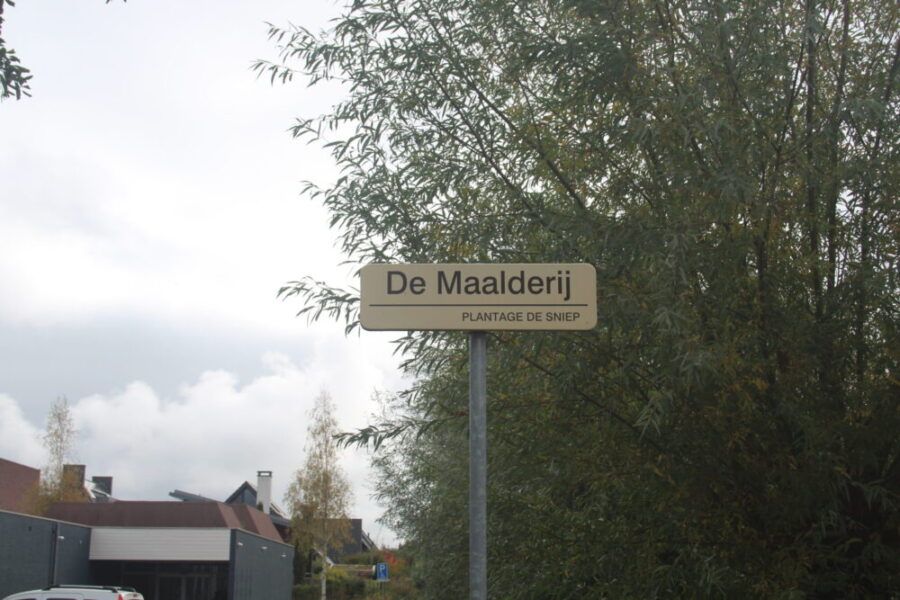 De Maalderij
PLANTAGE DE SNIEP
P